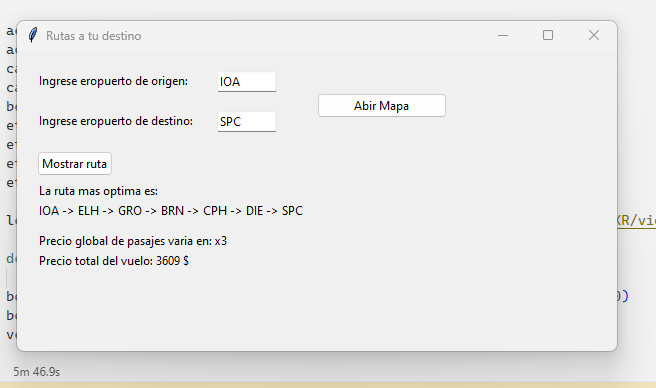 Rutas a tu destino
Ingrese eropuerto de origen: IOA
Abir Mapa
Ingrese eropuerto de destino: SPC
Mostrar ruta
La ruta mas optima es:
IOA -> ELH -> GRO -> BRN -> CPH -> DIE -> SPC
KR/vi
Precio global de pasajes varia en: x3
Precio total del vuelo: 3609 $
5m 46.9s